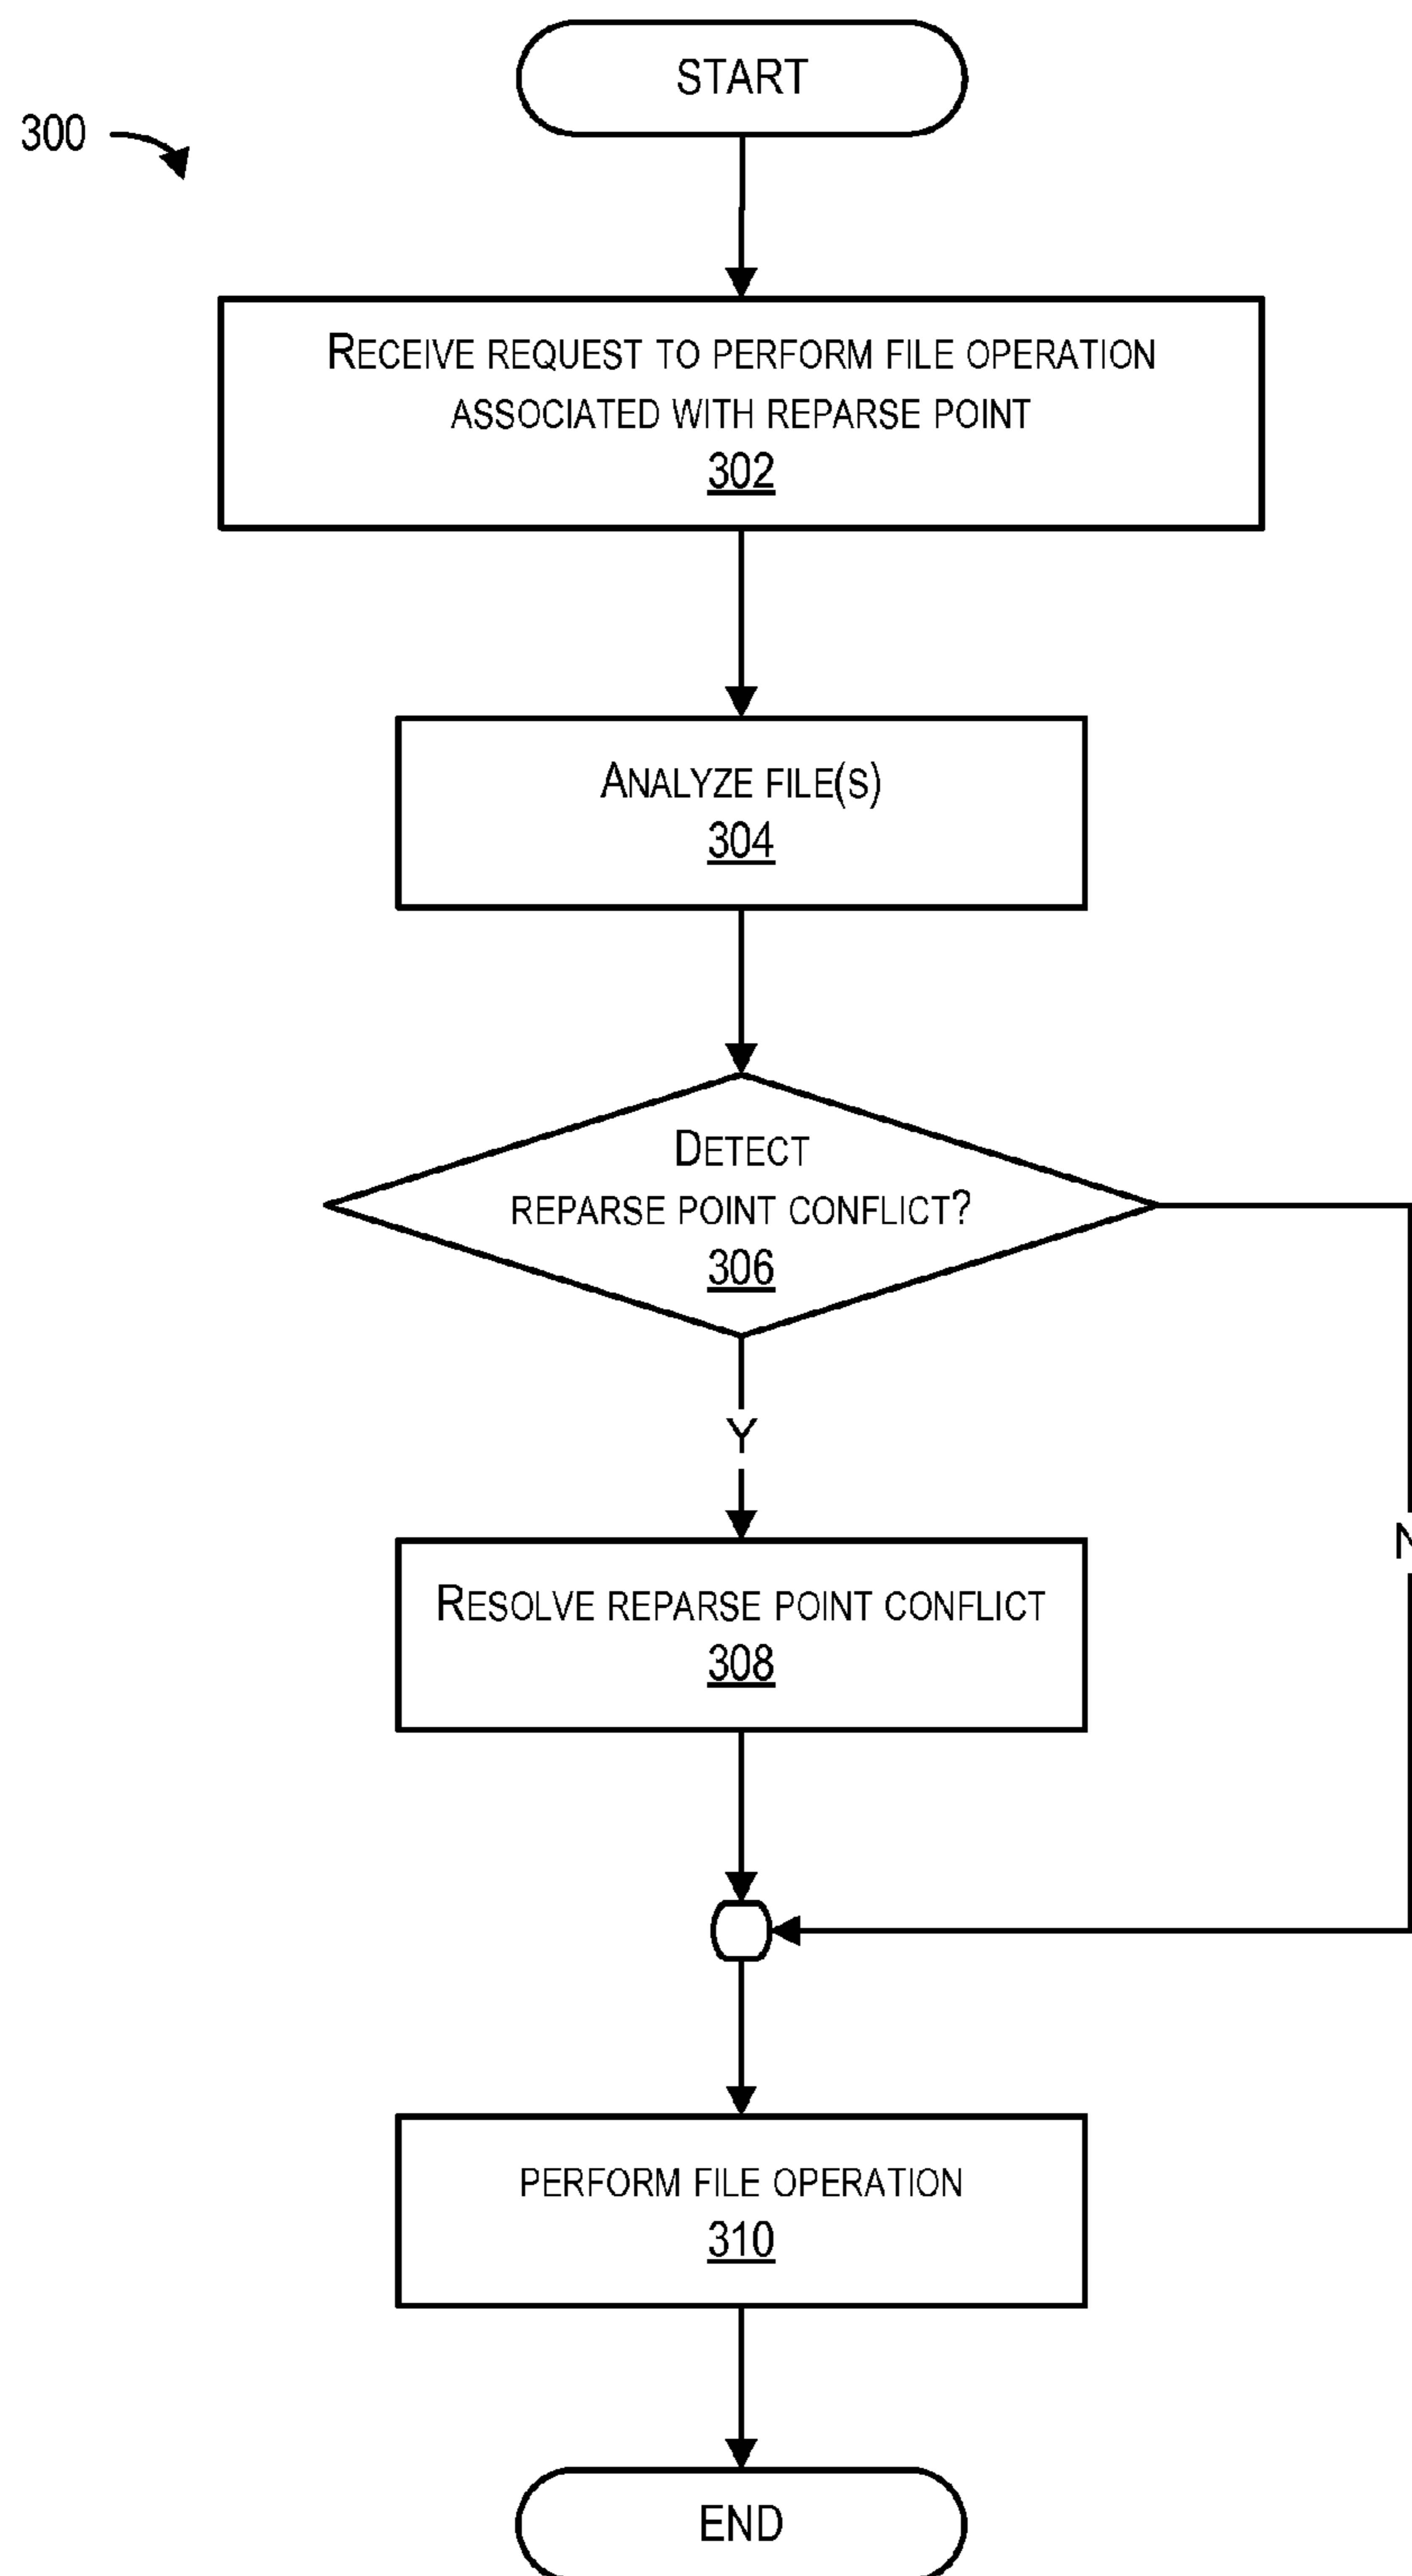 START
300
RECEIVE REQUEST TO PERFORM FILE OPERATION
ASSOCIATED WITH REPARSE POINT
302
ANALYZE FILE(S)
304
DETECT
REPARSE POINT CONFLICT?
306
Y
N
RESOLVE REPARSE POINT CONFLICT
308
PERFORM FILE OPERATION
310
END